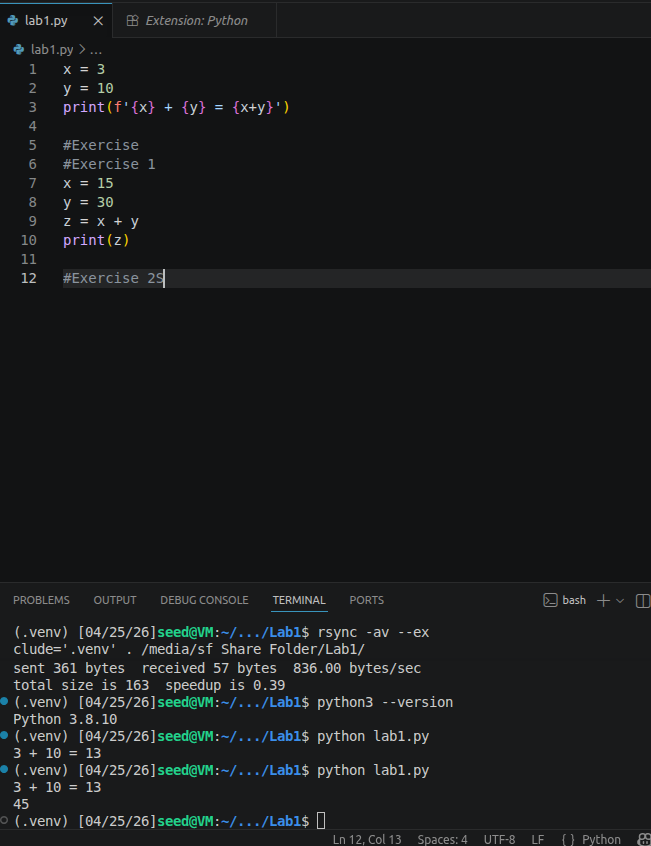 lab1.py
Extension: Python
lab1.py > ...
1 x = 3
2 y = 10
3 print(f'{x} + {y} = {x+y}')
4
5 #Exercise
6 #Exercise 1
7 x = 15
8 y = 30
9 z = x + y
10 print(z)
11
12 #Exercise 2S
PROBLEMS OUTPUT DEBUG CONSOLE TERMINAL PORTS
bash
(.venv) [04/25/26]seed@VM:~/.../Lab1$ rsync -av --ex
clude='.venv' . /media/sf Share Folder/Lab1/
sent 361 bytes  received 57 bytes  836.00 bytes/sec
total size is 163  speedup is 0.39
(.venv) [04/25/26]seed@VM:~/.../Lab1$ python3 --version
Python 3.8.10
(.venv) [04/25/26]seed@VM:~/.../Lab1$ python lab1.py
3 + 10 = 13
(.venv) [04/25/26]seed@VM:~/.../Lab1$ python lab1.py
3 + 10 = 13
45
(.venv) [04/25/26]seed@VM:~/.../Lab1$
Ln 12, Col 13 Spaces: 4 UTF-8 LF { } Python